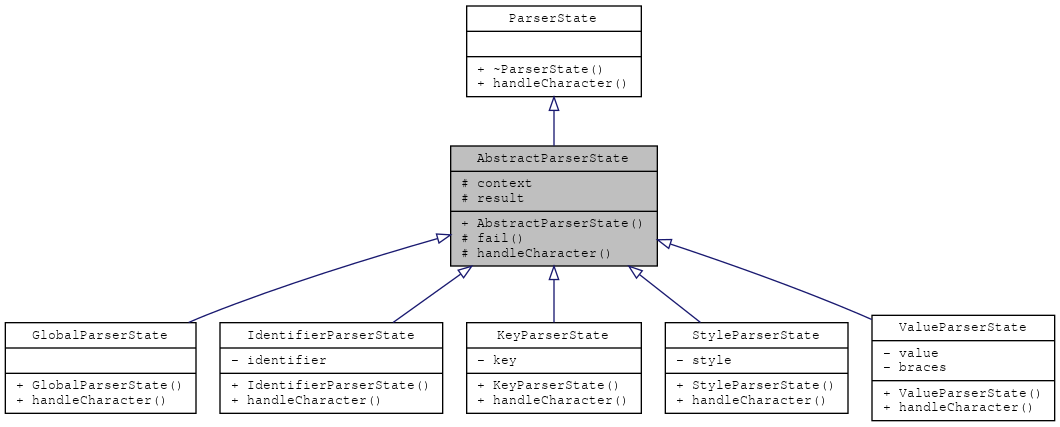 ParserState
+ ~ParserState()
+ handleCharacter()
AbstractParserState
# context
# result
+ AbstractParserState()
# fail()
# handleCharacter()
GlobalParserState
+ GlobalParserState()
+ handleCharacter()
IdentifierParserState
- identifier
+ IdentifierParserState()
+ handleCharacter()
KeyParserState
- key
+ KeyParserState()
+ handleCharacter()
StyleParserState
- style
+ StyleParserState()
+ handleCharacter()
ValueParserState
- value
- braces
+ ValueParserState()
+ handleCharacter()